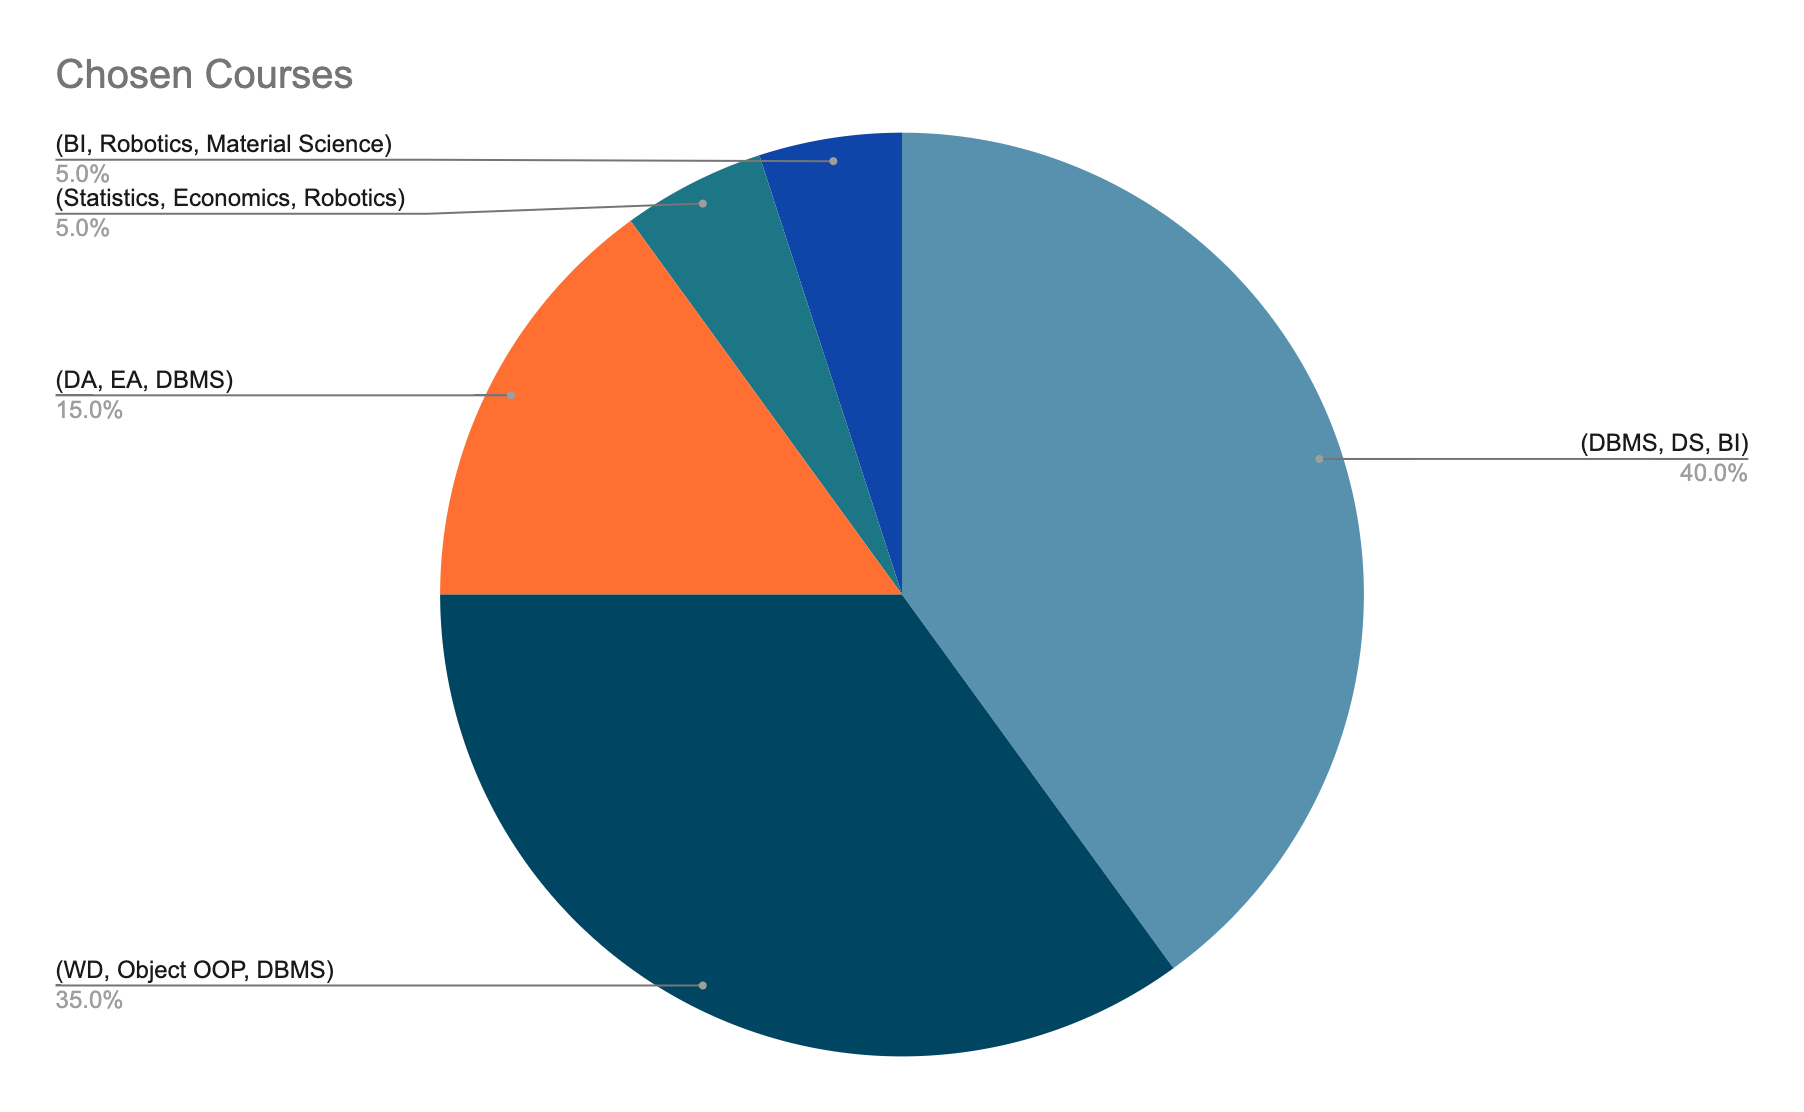 Chosen Courses
(BI, Robotics, Material Science)
5.0%
(Statistics, Economics, Robotics)
5.0%
(DA, EA, DBMS)
15.0%
(DBMS, DS, BI)
40.0%
(WD, Object OOP, DBMS)
35.0%